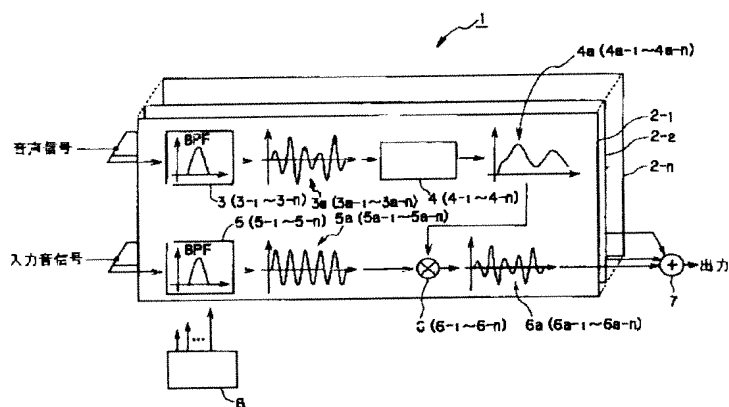 1
4a (4a-1~4a-n)
2-1
2-2
2-n
音声信号
BPF
3 (3-1~3-n)
3a (3a-1~3a-n)
4 (4-1~4-n)
5 (5-1~5-n)
5a (5a-1~5a-n)
入力音信号
BPF
出力
7
6 (6-1~6-n)
6a (6a-1~6a-n)
...
8